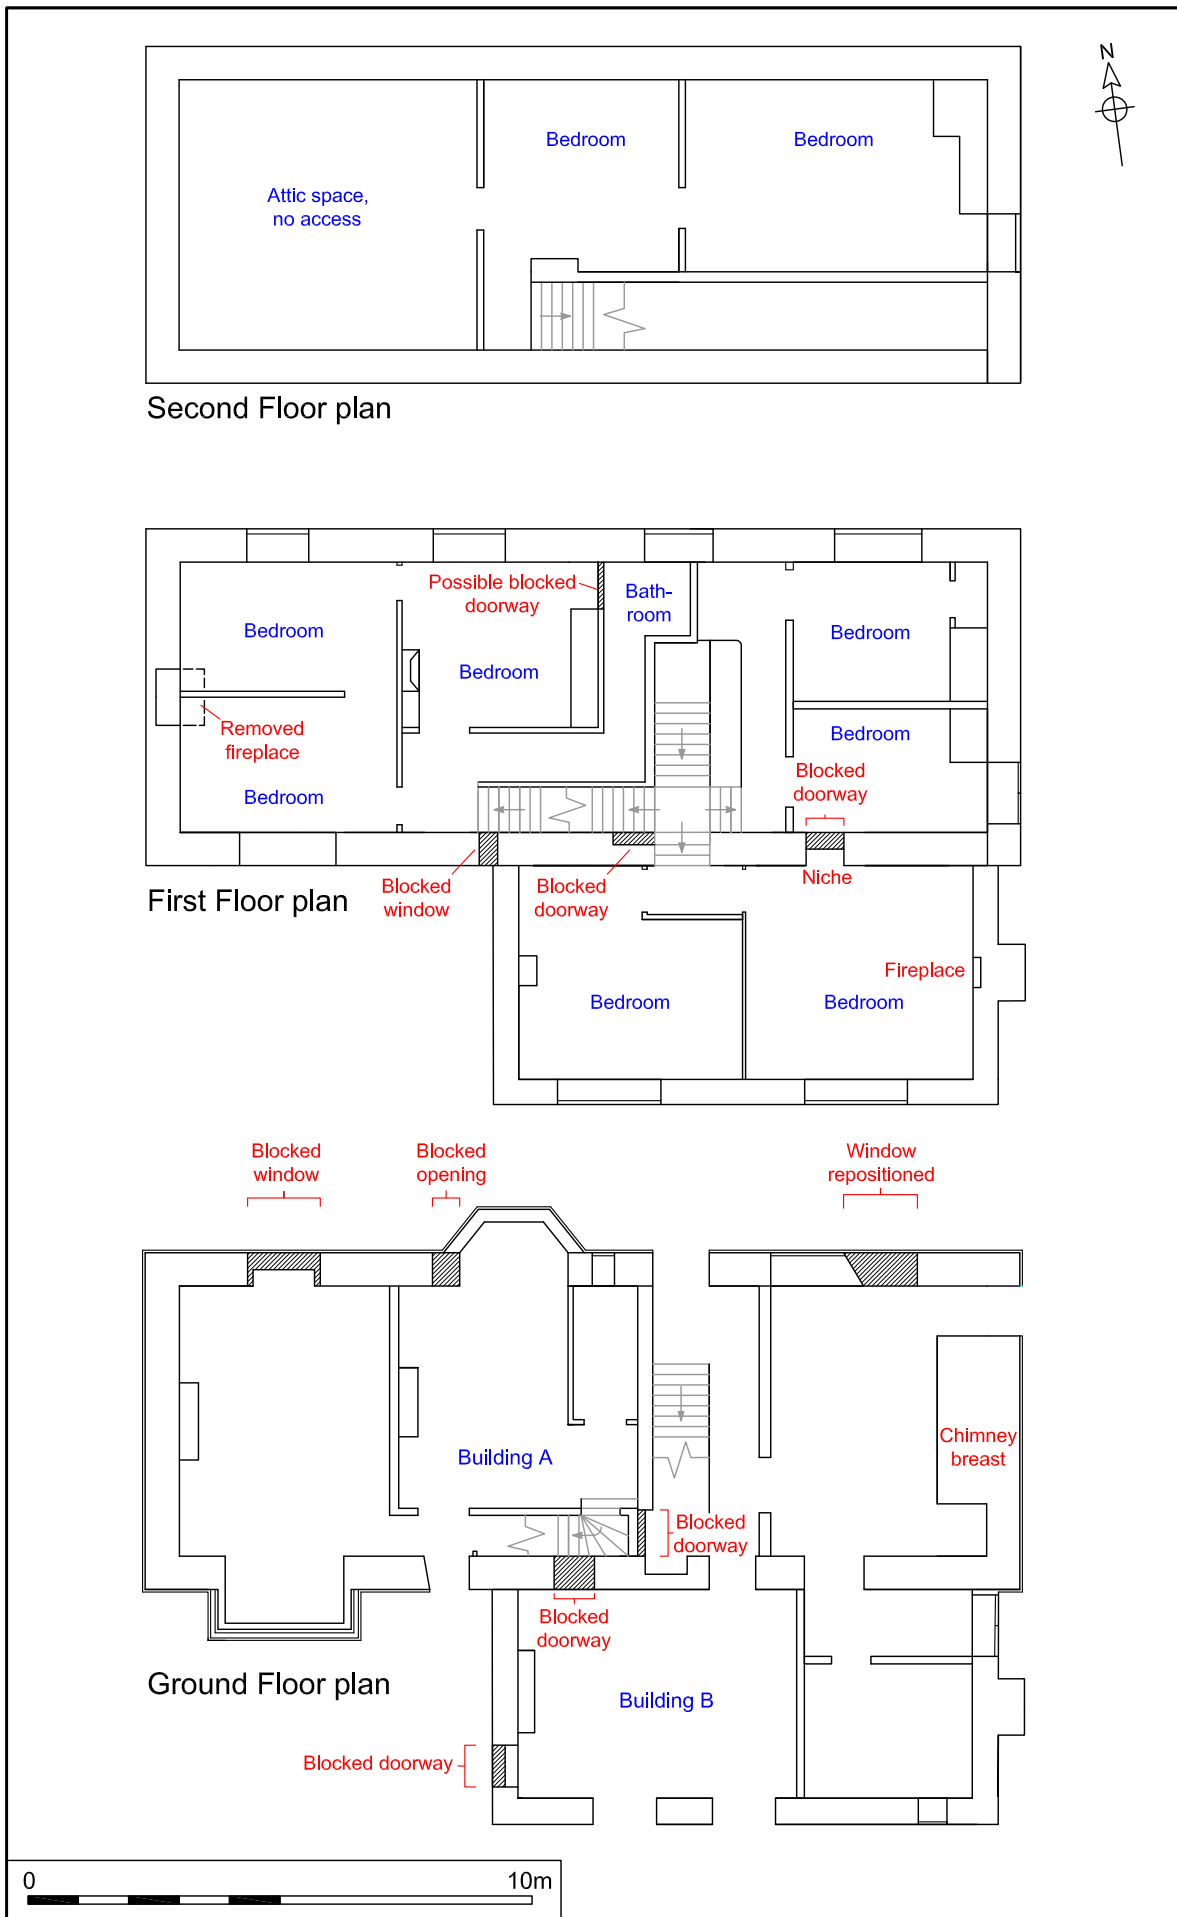 N
Bedroom
Bedroom
Attic space,
no access
Second Floor plan
Possible blocked
doorway
Bath-
room
Bedroom
Bedroom
Bedroom
Removed
fireplace
Bedroom
Bedroom
Blocked
doorway
First Floor plan
Blocked
window
Blocked
doorway
Niche
Fireplace
Bedroom
Bedroom
Blocked
window
Blocked
opening
Window
repositioned
Building A
Chimney
breast
Blocked
doorway
Blocked
doorway
Ground Floor plan
Building B
Blocked doorway
0
10m